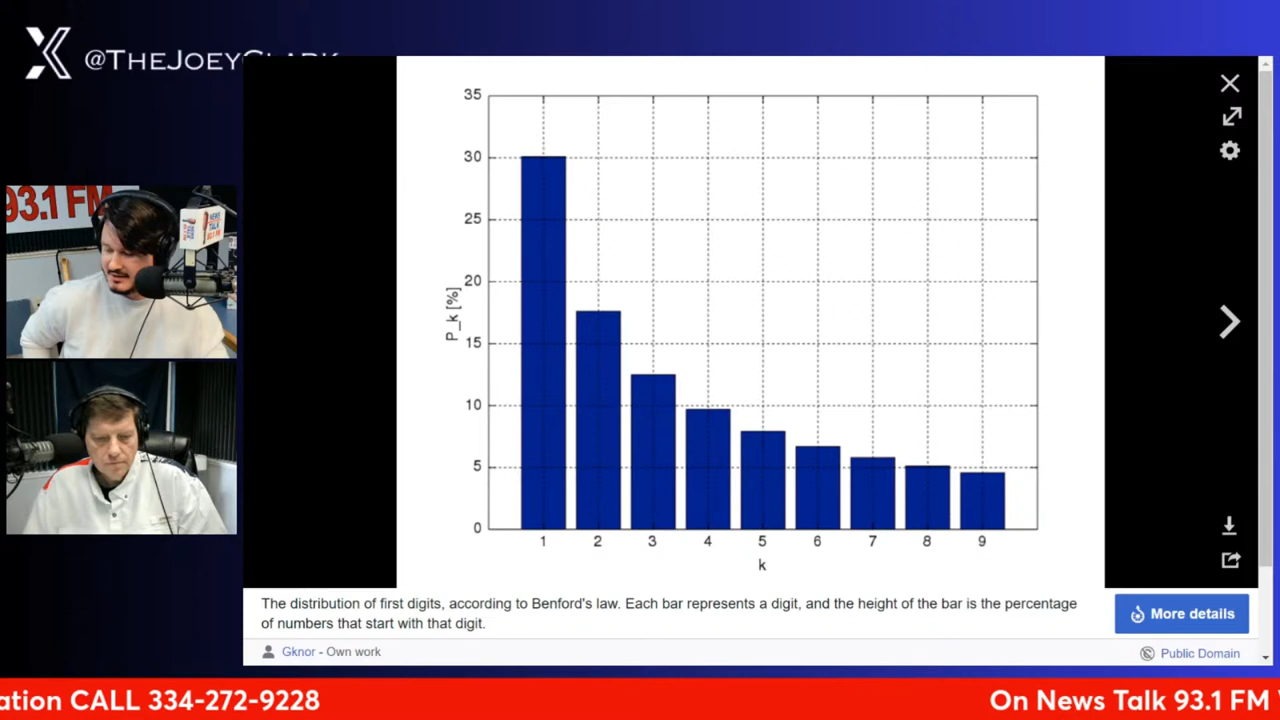 @TheJoeyClark
93.1 FM
NEWS
TALK
35
30
25
20
15
10
5
0
P_k [%]
1 2 3 4 5 6 7 8 9
k
The distribution of first digits, according to Benford's law. Each bar represents a digit, and the height of the bar is the percentage
of numbers that start with that digit.
More details
Gknor - Own work
Public Domain
ation CALL 334-272-9228
On News Talk 93.1 FM